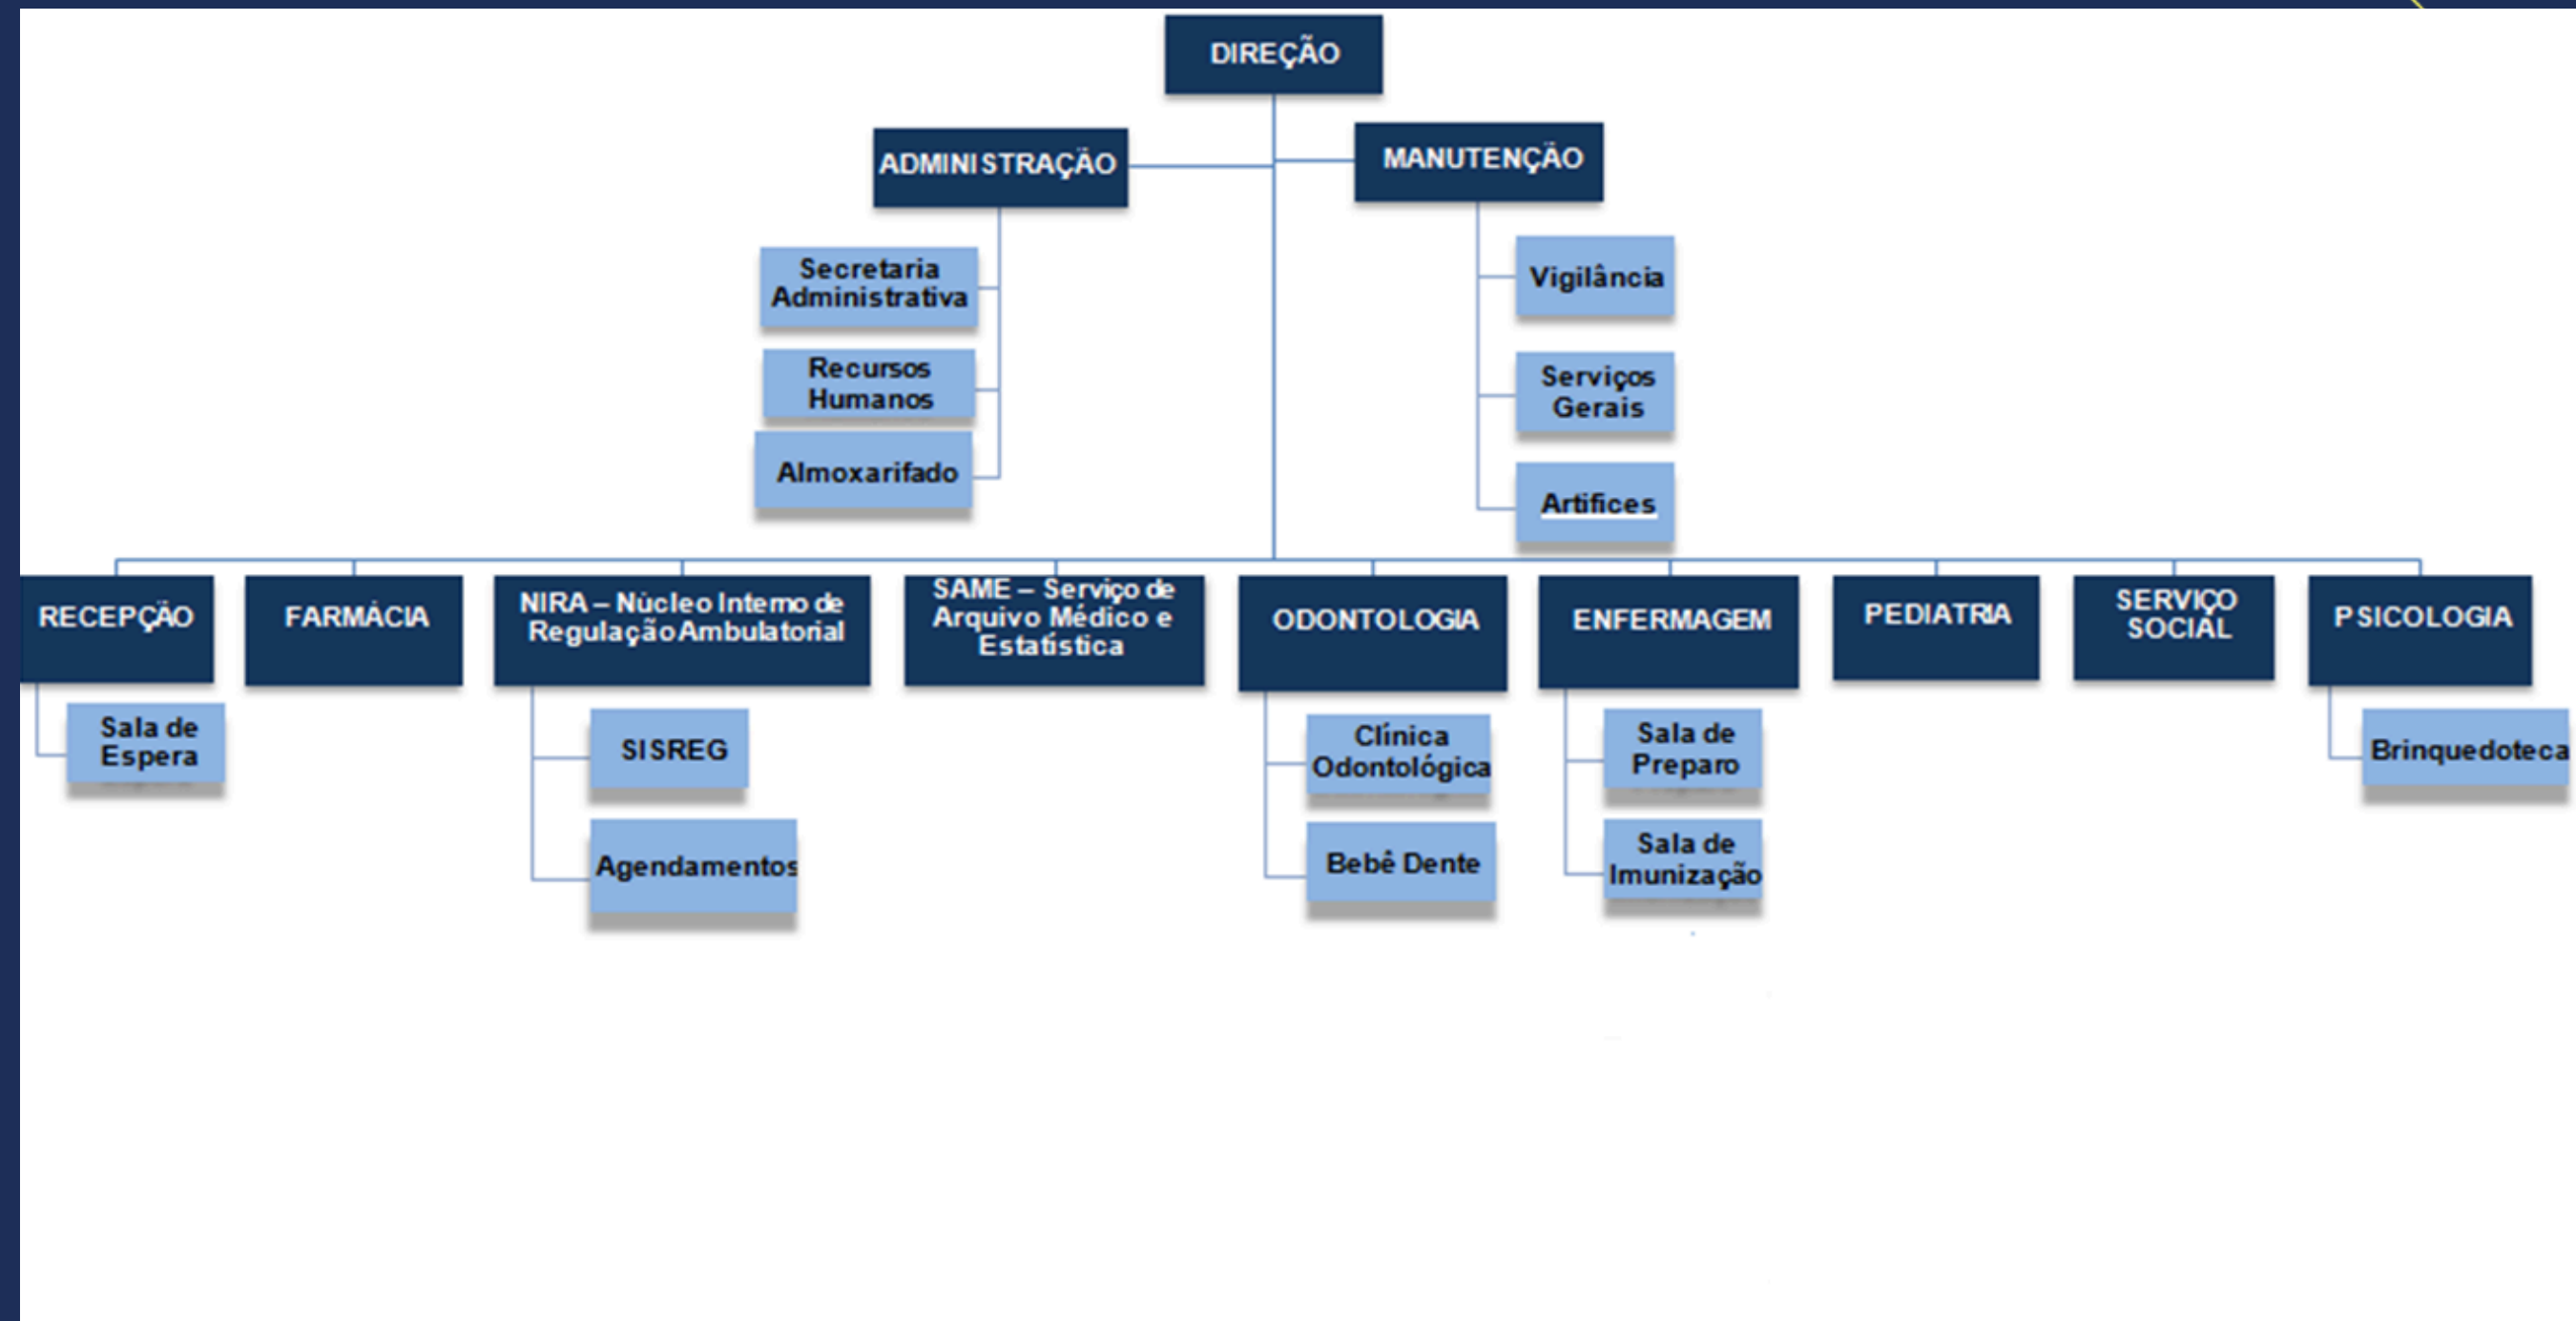 DIREÇÃO
ADMINISTRAÇÃO
MANUTENÇÃO
Secretaria
Administrativa
Recursos
Humanos
Almoxarifado
Vigilância
Serviços
Gerais
Artifices
RECEPÇÃO
FARMÁCIA
NIRA – Núcleo Interno de
Regulação Ambulatorial
SAME – Serviço de
Arquivo Médico e
Estatística
ODONTOLOGIA
ENFERMAGEM
PEDIATRIA
SERVIÇO
SOCIAL
PSICOLOGIA
Sala de
Espera
SISREG
Agendamentos
Clínica
Odontológica
Bebê Dente
Sala de
Preparo
Sala de
Imunização
Brinquedoteca